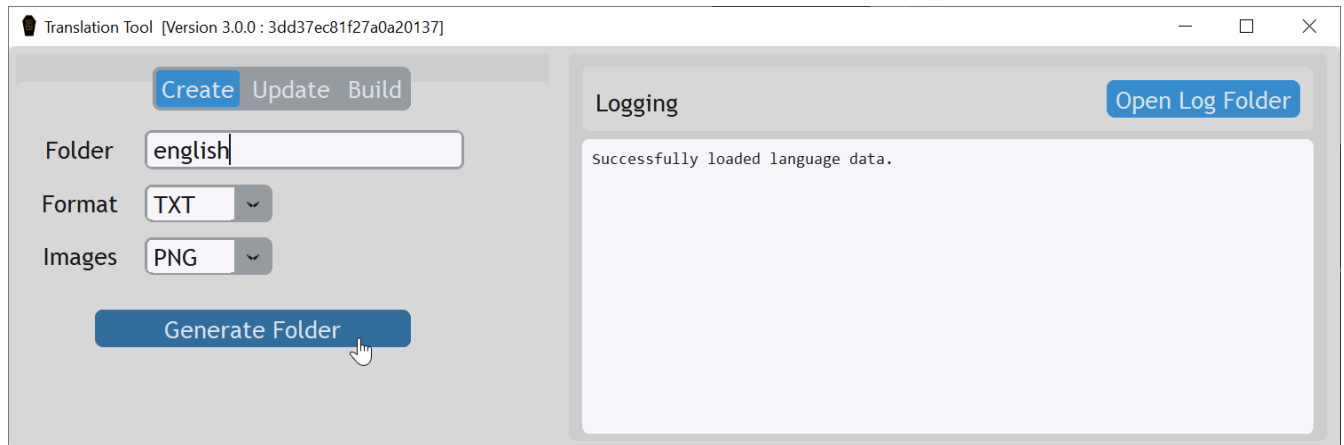 Translation Tool [Version 3.0.0 : 3dd37ec81f27a0a20137]
Create Update Build
Folder english
Format TXT
Images PNG
Generate Folder
Logging
Open Log Folder
Successfully loaded language data.